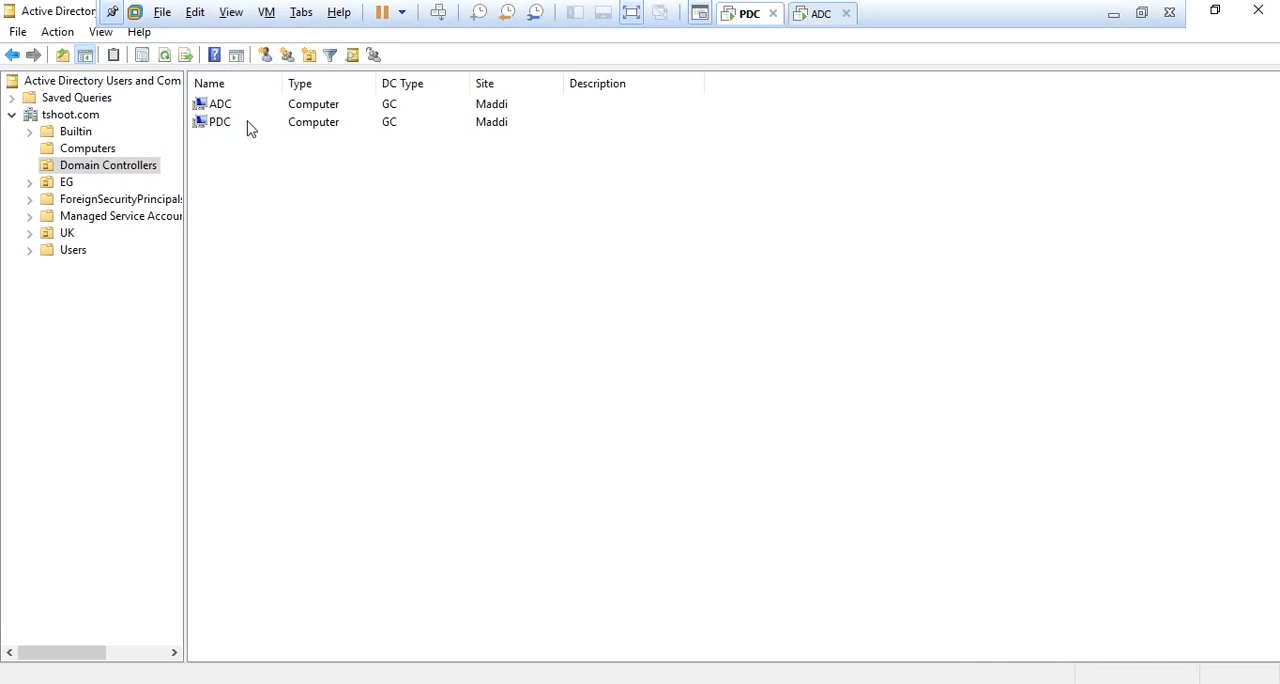 Active Director File Edit View VM Tabs Help PDC ADC
File Action View Help
Active Directory Users and Com
Saved Queries
tshoot.com
Builtin
Computers
Domain Controllers
EG
ForeignSecurityPrincipals
Managed Service Accour
UK
Users
Name Type DC Type Site Description
ADC Computer GC Maddi
PDC Computer GC Maddi